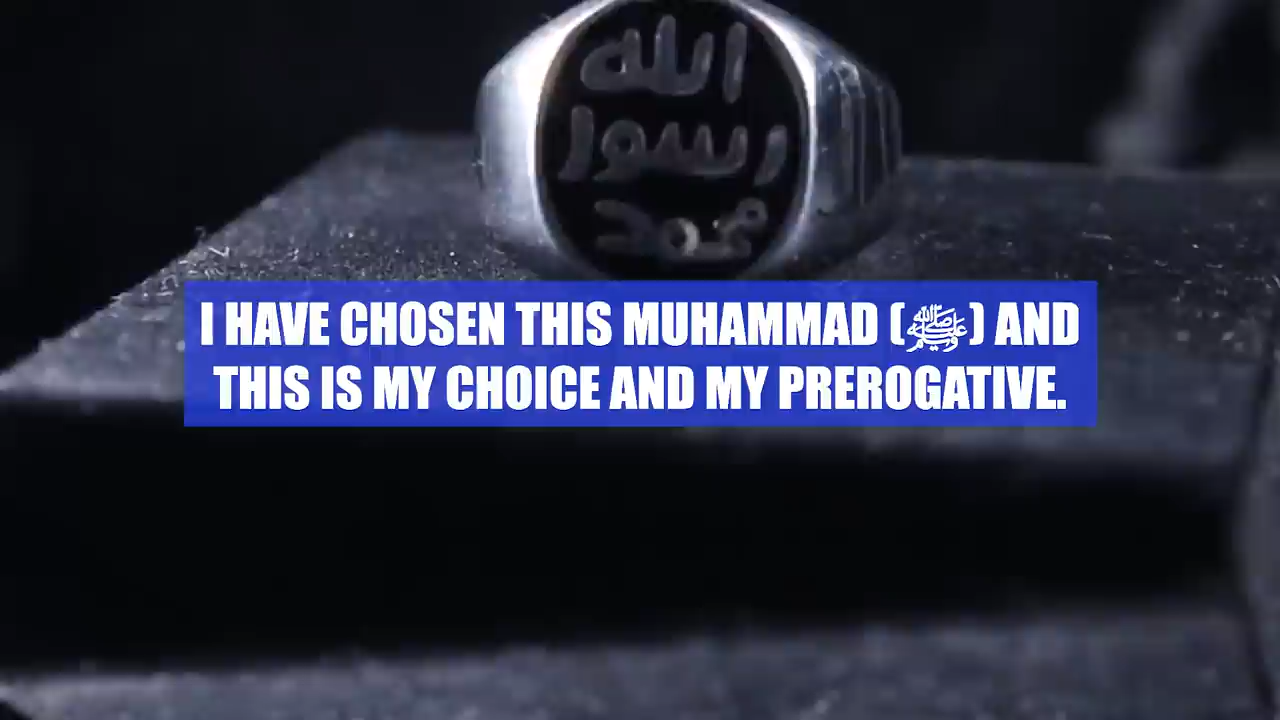 الله
رسول
محمد
I HAVE CHOSEN THIS MUHAMMAD (ﷺ) AND
THIS IS MY CHOICE AND MY PREROGATIVE.